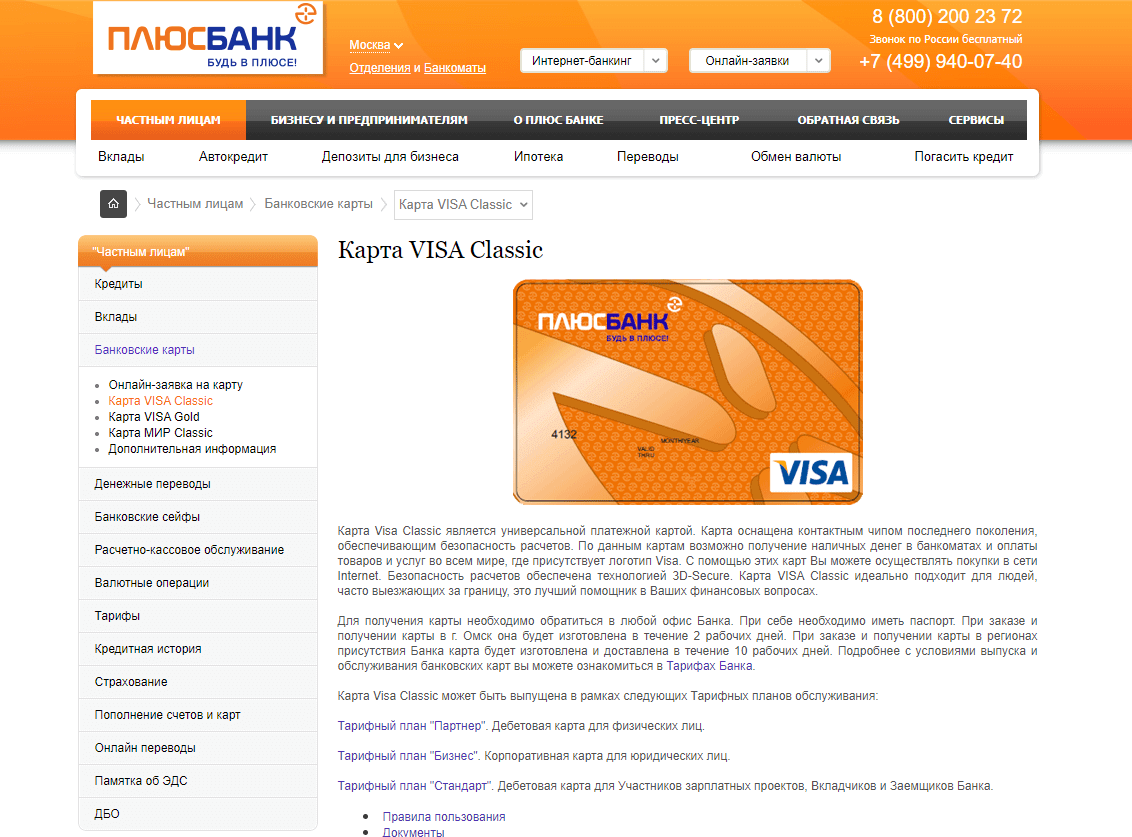 ПЛЮСБАНК
БУДЬ В ПЛЮСЕ!
Москва
Отделения и Банкоматы
Интернет-банкинг
Онлайн-заявки
8 (800) 200 23 72
Звонок по России бесплатный
+7 (499) 940-07-40
ЧАСТНЫМ ЛИЦАМ БИЗНЕСУ И ПРЕДПРИНИМАТЕЛЯМ О ПЛЮС БАНКЕ ПРЕСС-ЦЕНТР ОБРАТНАЯ СВЯЗЬ СЕРВИСЫ
Вклады Автокредит Депозиты для бизнеса Ипотека Переводы Обмен валюты Погасить кредит
Частным лицам Банковские карты Карта VISA Classic
"Частным лицам"
Кредиты
Вклады
Банковские карты
Онлайн-заявка на карту
Карта VISA Classic
Карта VISA Gold
Карта МИР Classic
Дополнительная информация
Денежные переводы
Банковские сейфы
Расчетно-кассовое обслуживание
Валютные операции
Тарифы
Кредитная история
Страхование
Пополнение счетов и карт
Онлайн переводы
Памятка об ЭДС
ДБО
Карта VISA Classic
ПЛЮСБАНК
БУДЬ В ПЛЮСЕ!
4132
MONTH/YEAR
VALID
THRU
VISA
Карта Visa Classic является универсальной платежной картой. Карта оснащена контактным чипом последнего поколения,
обеспечивающим безопасность расчетов. По данным картам возможно получение наличных денег в банкоматах и оплаты
товаров и услуг во всем мире, где присутствует логотип Visa. С помощью этих карт Вы можете осуществлять покупки в сети
Internet. Безопасность расчетов обеспечена технологией 3D-Secure. Карта VISA Classic идеально подходит для людей,
часто выезжающих за границу, это лучший помощник в Ваших финансовых вопросах.
Для получения карты необходимо обратиться в любой офис Банка. При себе необходимо иметь паспорт. При заказе и
получении карты в г. Омск она будет изготовлена в течение 2 рабочих дней. При заказе и получении карты в регионах
присутствия Банка карта будет изготовлена и доставлена в течение 10 рабочих дней. Подробнее с условиями выпуска и
обслуживания банковских карт вы можете ознакомиться в Тарифах Банка.
Карта Visa Classic может быть выпущена в рамках следующих Тарифных планов обслуживания:
Тарифный план "Партнер". Дебетовая карта для физических лиц.
Тарифный план "Бизнес". Корпоративная карта для юридических лиц.
Тарифный план "Стандарт". Дебетовая карта для Участников зарплатных проектов, Вкладчиков и Заемщиков Банка.
Правила пользования
Документы